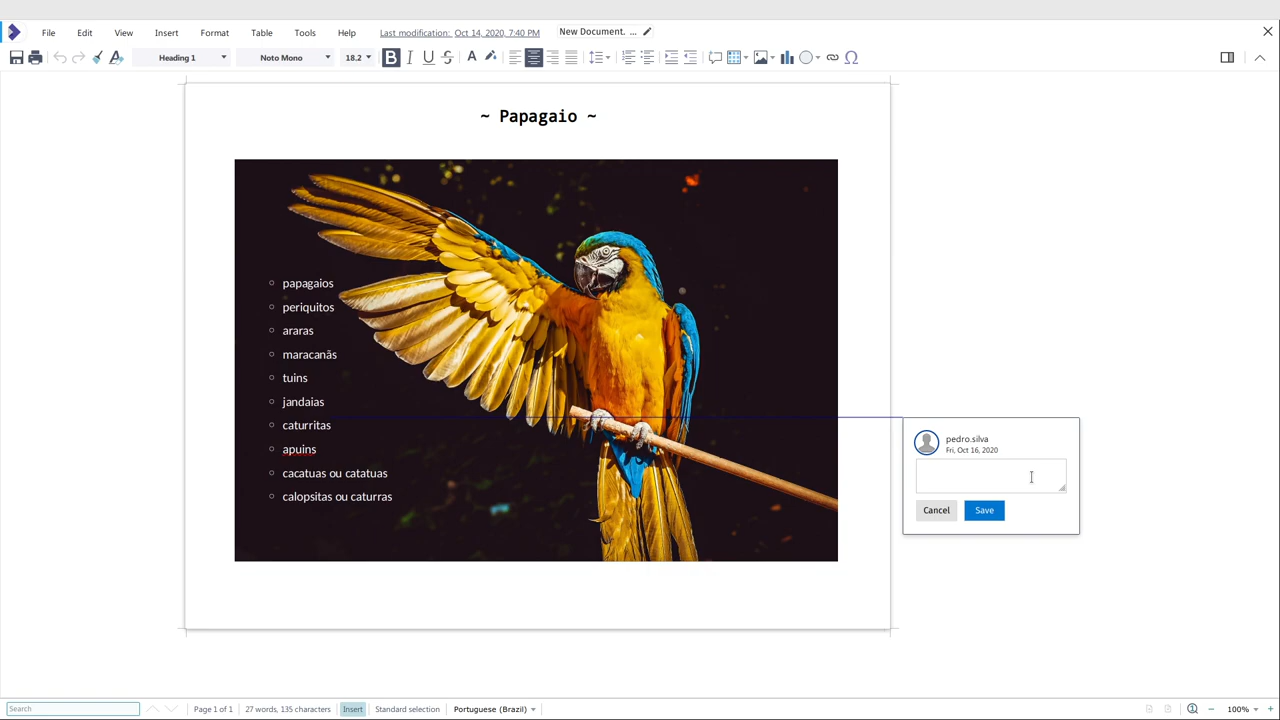 File Edit View Insert Format Table Tools Help Last modification: Oct 14, 2020, 7:40 PM New Document. ...
Heading 1 Noto Mono 18.2
~ Papagaio ~
papagaios
periquitos
araras
maracanãs
tuins
jandaias
caturritas
apuins
cacatuas ou catatuas
calopsitas ou caturras
pedro.silva
Fri, Oct 16, 2020
Cancel Save
Search Page 1 of 1 27 words, 135 characters Insert Standard selection Portuguese (Brazil) 100%